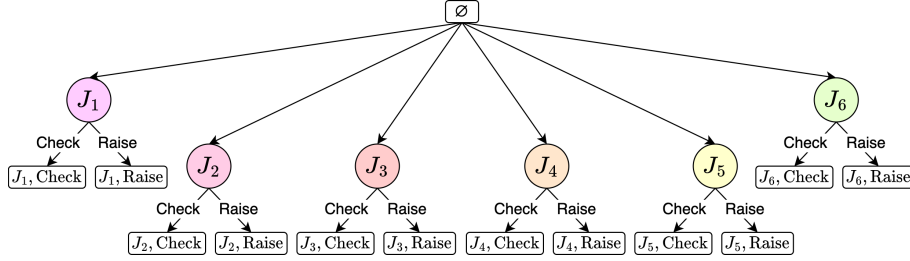 ∅
J₁
J₆
Check Raise
Check Raise
J₂
J₃
J₄
J₅
J₁, Check
J₁, Raise
J₆, Check
J₆, Raise
Check Raise
Check Raise
Check Raise
Check Raise
J₂, Check
J₂, Raise
J₃, Check
J₃, Raise
J₄, Check
J₄, Raise
J₅, Check
J₅, Raise